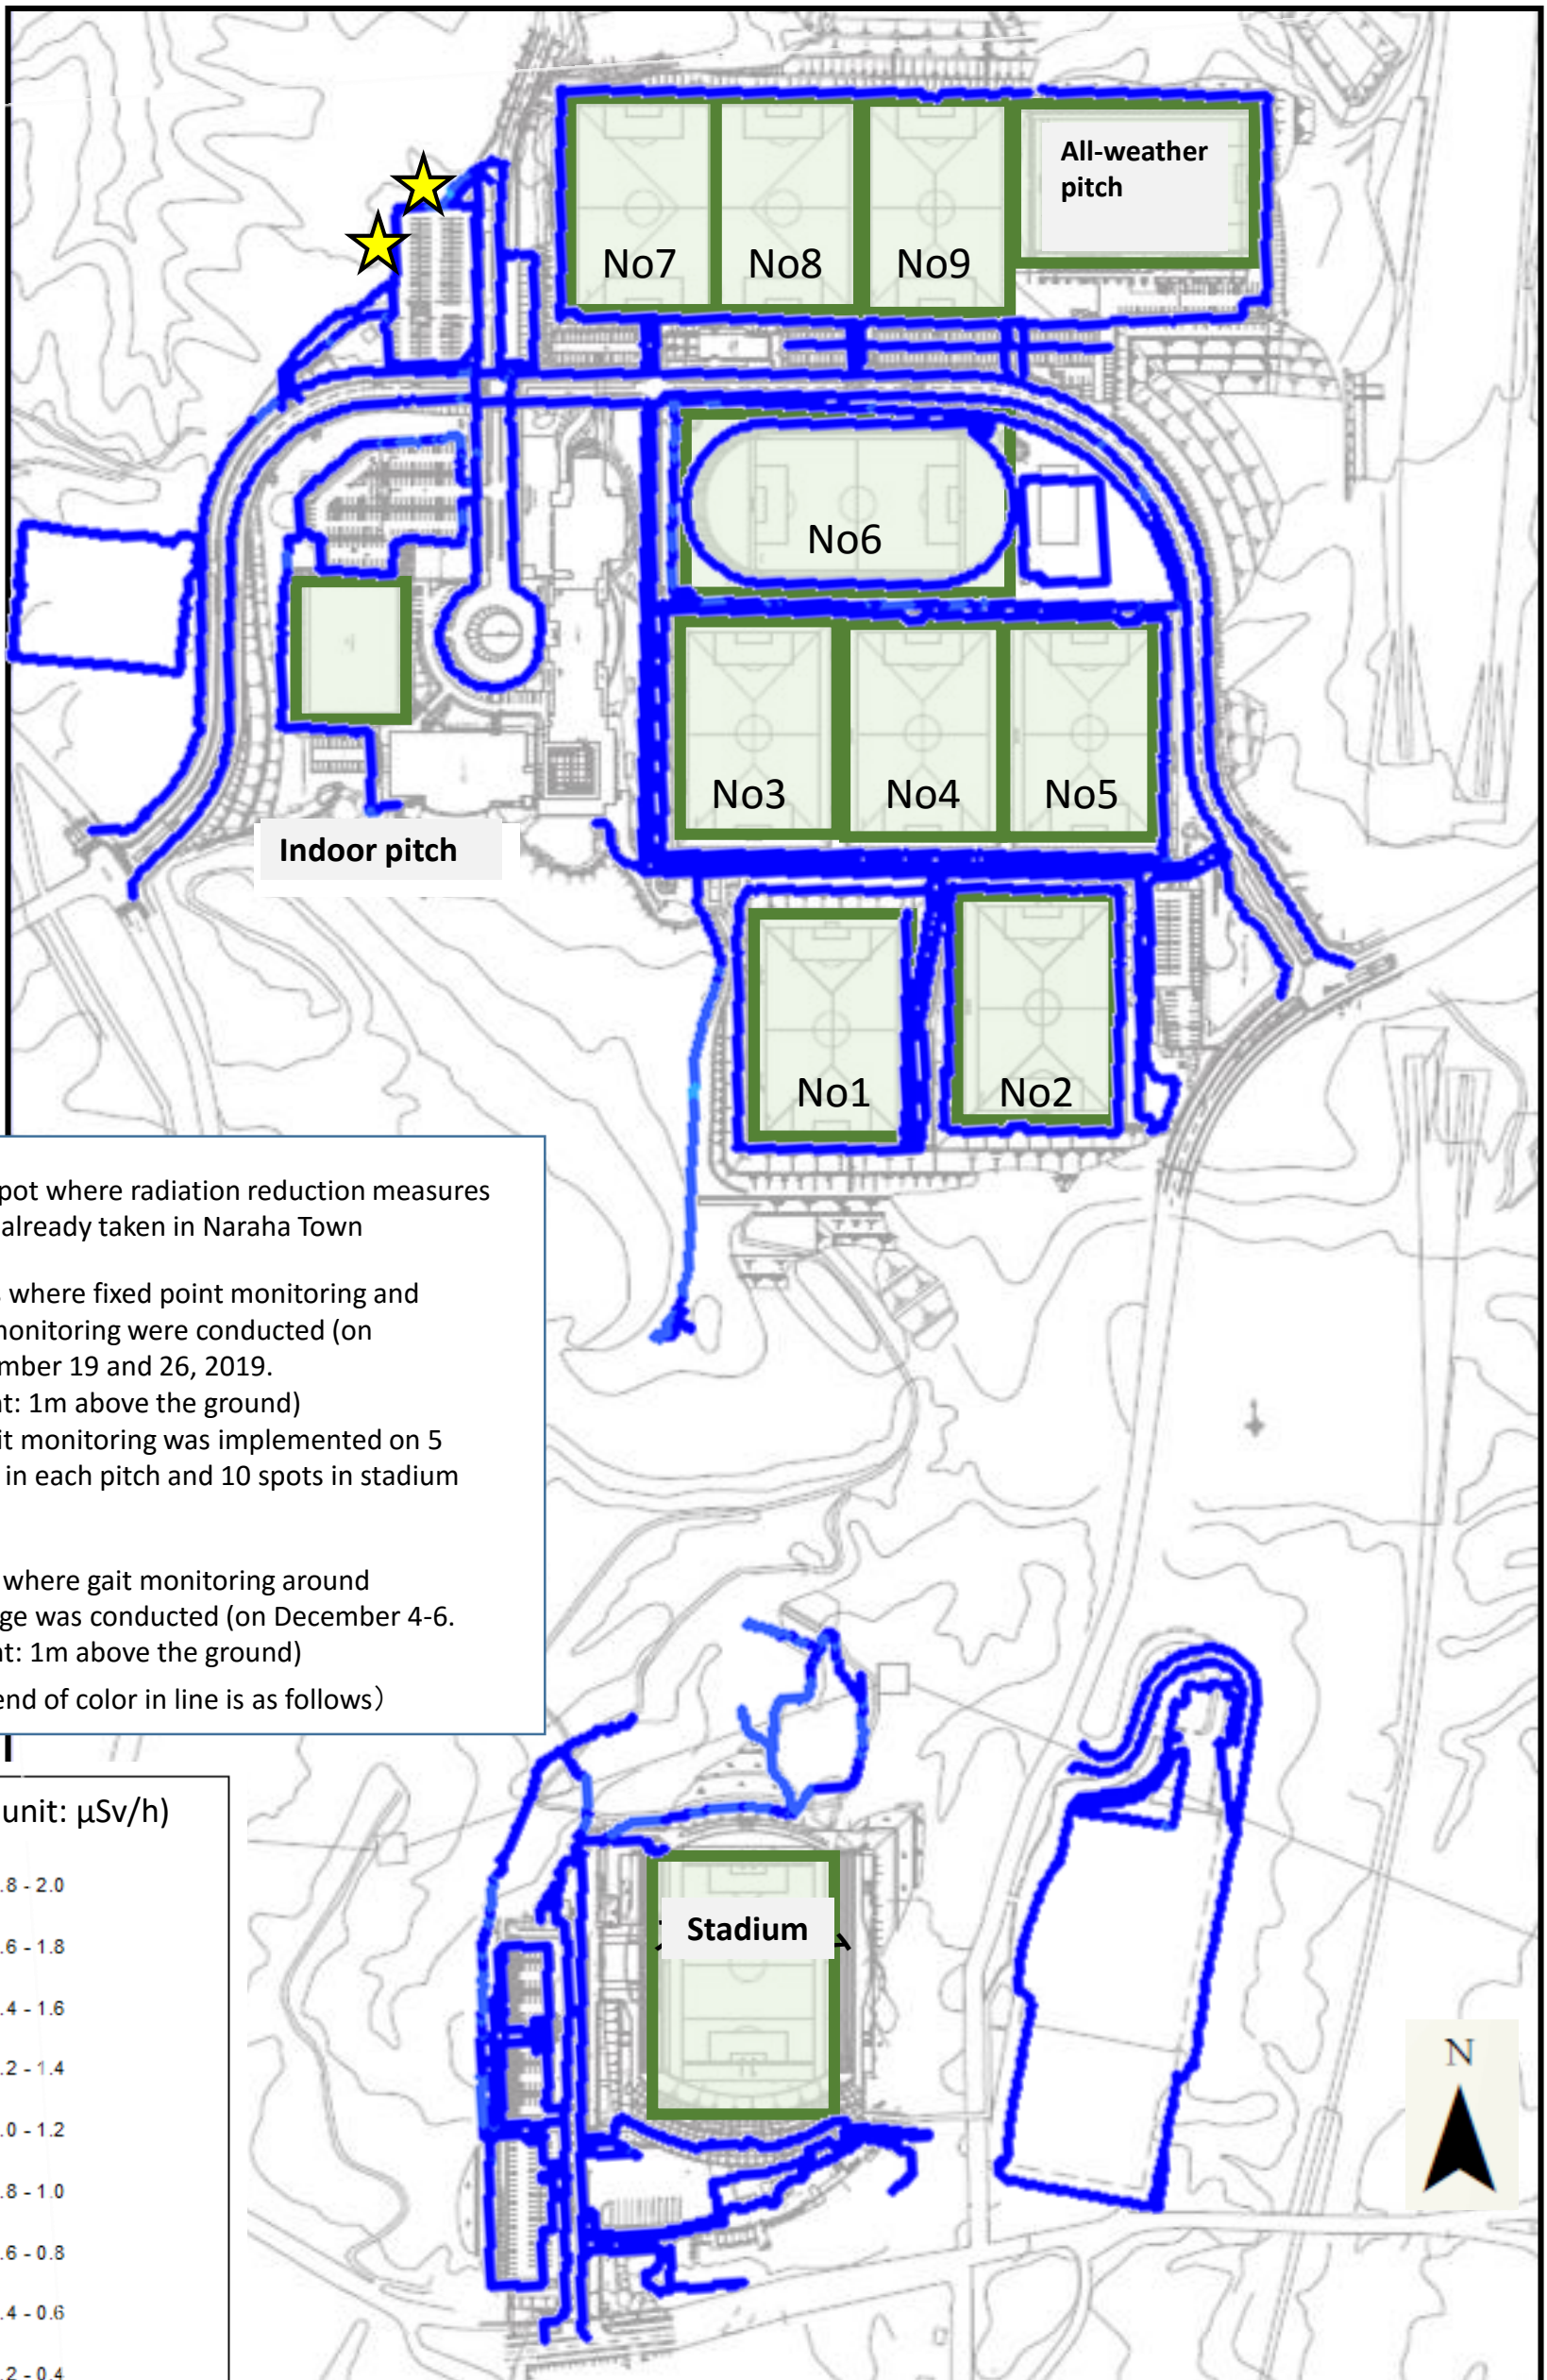 All-weather
pitch
No7
No8
No9
No6
No3
No4
No5
Indoor pitch
No1
No2
pot where radiation reduction measures
already taken in Naraha Town
where fixed point monitoring and
monitoring were conducted (on
mber 19 and 26, 2019.
t: 1m above the ground)
it monitoring was implemented on 5
in each pitch and 10 spots in stadium
where gait monitoring around
ge was conducted (on December 4-6.
t: 1m above the ground)
end of color in line is as follows）
unit: μSv/h)
.8 - 2.0
.6 - 1.8
.4 - 1.6
.2 - 1.4
.0 - 1.2
.8 - 1.0
.6 - 0.8
.4 - 0.6
.2 - 0.4
Stadium
N